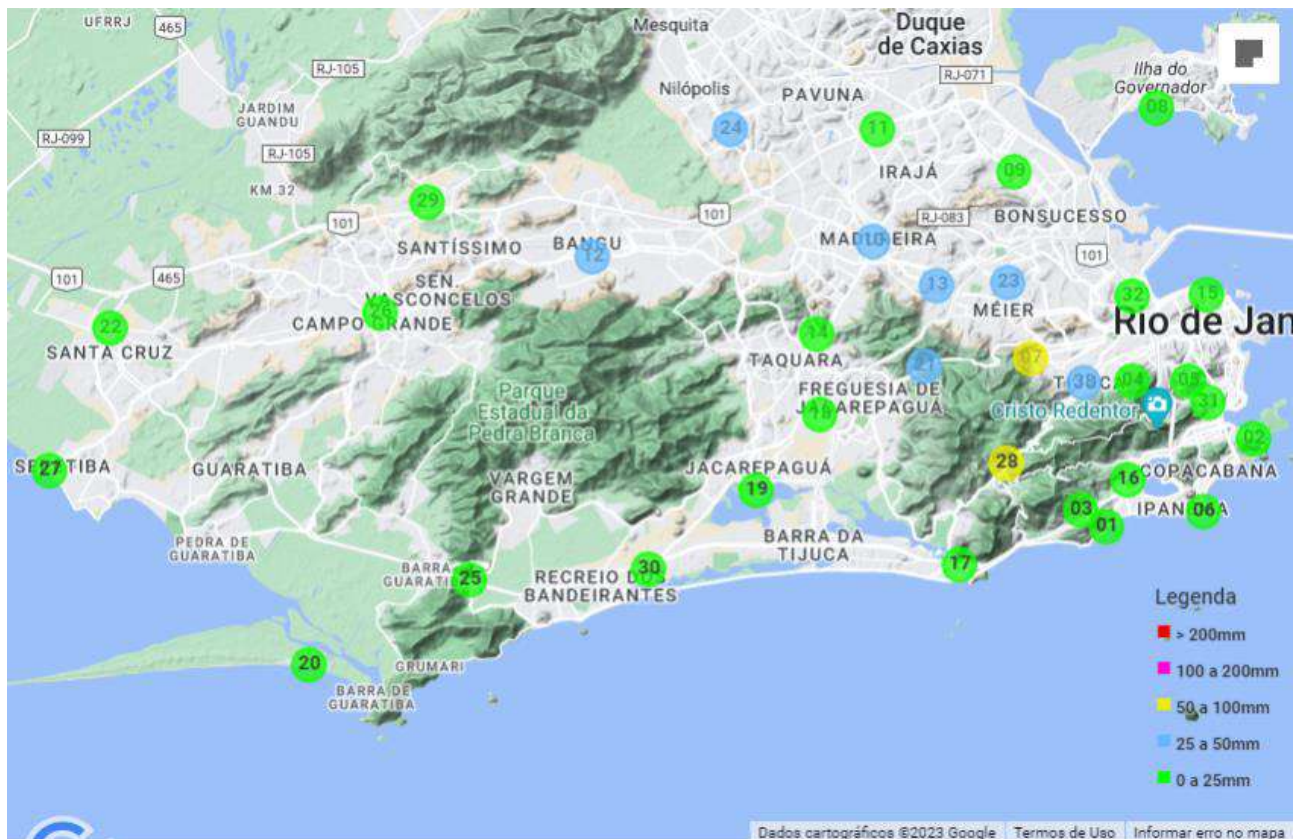 UFRRJ
465
Mesquita
Duque
de Caxias
RJ-105
RJ-071
Ilha do
Governador
Nilópolis
PAVUNA
08
JARDIM
GUANDU
24
11
RJ-099
RJ-105
IRAJÁ
09
KM 32
29
101
101
RJ-083
BONSUCESSO
SANTÍSSIMO
BANGU
12
MADUREIRA
10
101
101
465
SEN.
VASCONCELOS
13
23
MÉIER
32
15
26
CAMPO GRANDE
22
SANTA CRUZ
14
Rio de Jan
TAQUARA
21
07
04
05
Parque
Estadual da
Pedra Branca
FREGUESIA DE
JACAREPAGUÁ
18
Cristo Redentor
31
02
SEPETIBA
27
GUARATIBA
VARGEM
GRANDE
JACAREPAGUÁ
19
28
COPACABANA
16
IPANEMA
06
03
01
PEDRA DE
GUARATIBA
BARRA DA
TIJUCA
17
BARRA
GUARATIBA
25
RECREIO DOS
BANDEIRANTES
30
20
GRUMARI
BARRA DE
GUARATIBA
Legenda
> 200mm
100 a 200mm
50 a 100mm
25 a 50mm
0 a 25mm
Dados cartográficos ©2023 Google
Termos de Uso
Informar erro no mapa